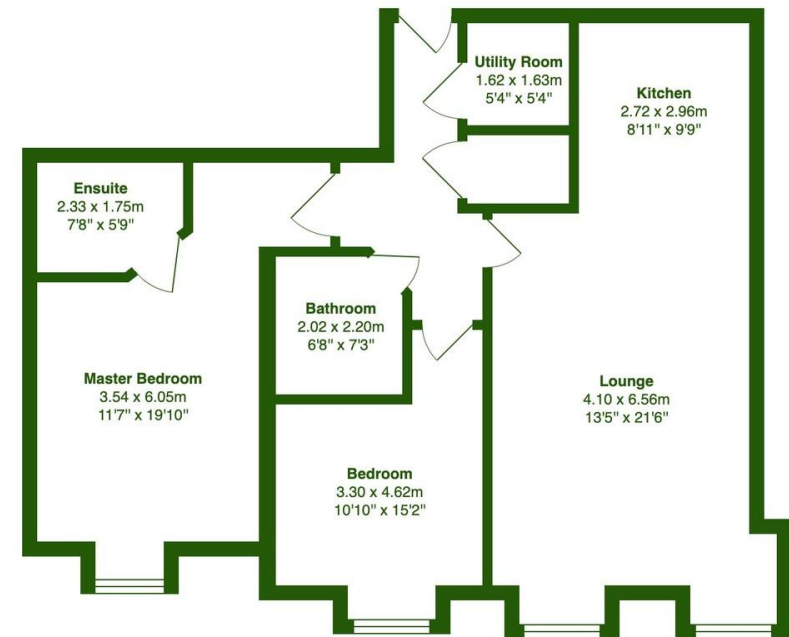 Utility Room
1.62 x 1.63m
5'4" x 5'4"
Kitchen
2.72 x 2.96m
8'11" x 9'9"
Ensuite
2.33 x 1.75m
7'8" x 5'9"
Bathroom
2.02 x 2.20m
6'8" x 7'3"
Master Bedroom
3.54 x 6.05m
11'7" x 19'10"
Lounge
4.10 x 6.56m
13'5" x 21'6"
Bedroom
3.30 x 4.62m
10'10" x 15'2"